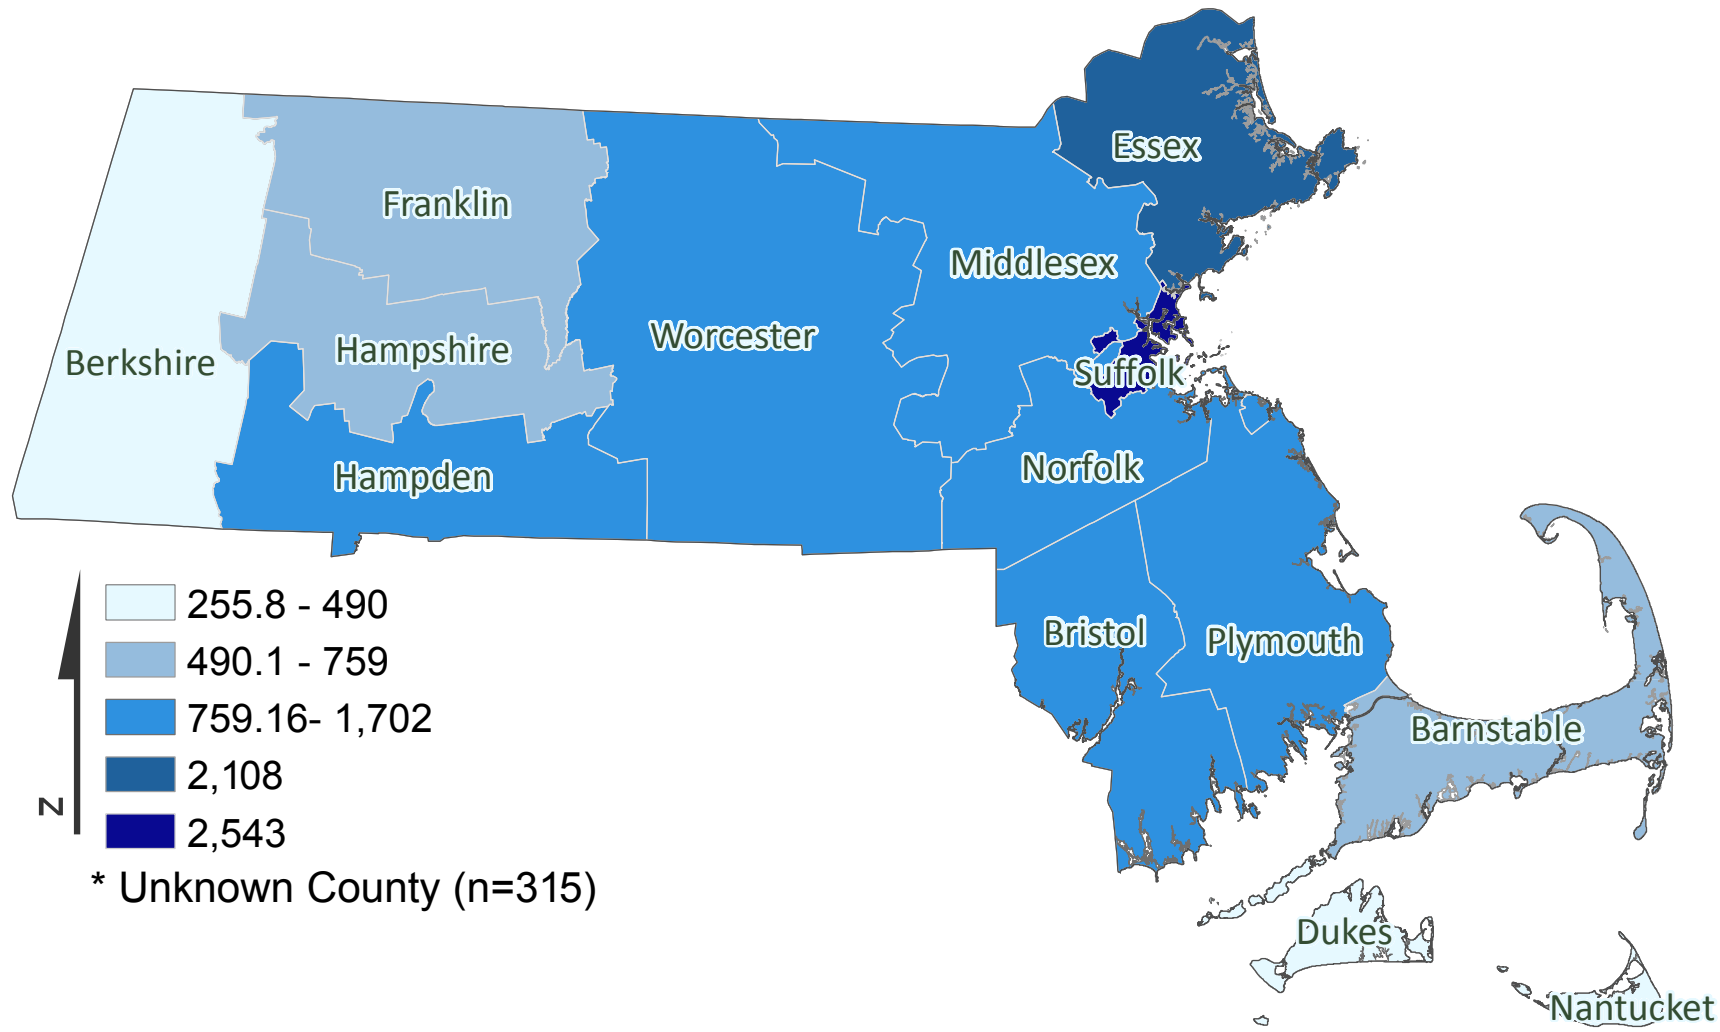 Essex
Franklin
Middlesex
Worcester
Hampshire
Berkshire
Suffolk
Norfolk
Hampden
Bristol
Plymouth
Barnstable
Dukes
Nantucket
255.8 - 490
490.1 - 759
759.16- 1,702
2,108
2,543
N
* Unknown County (n=315)